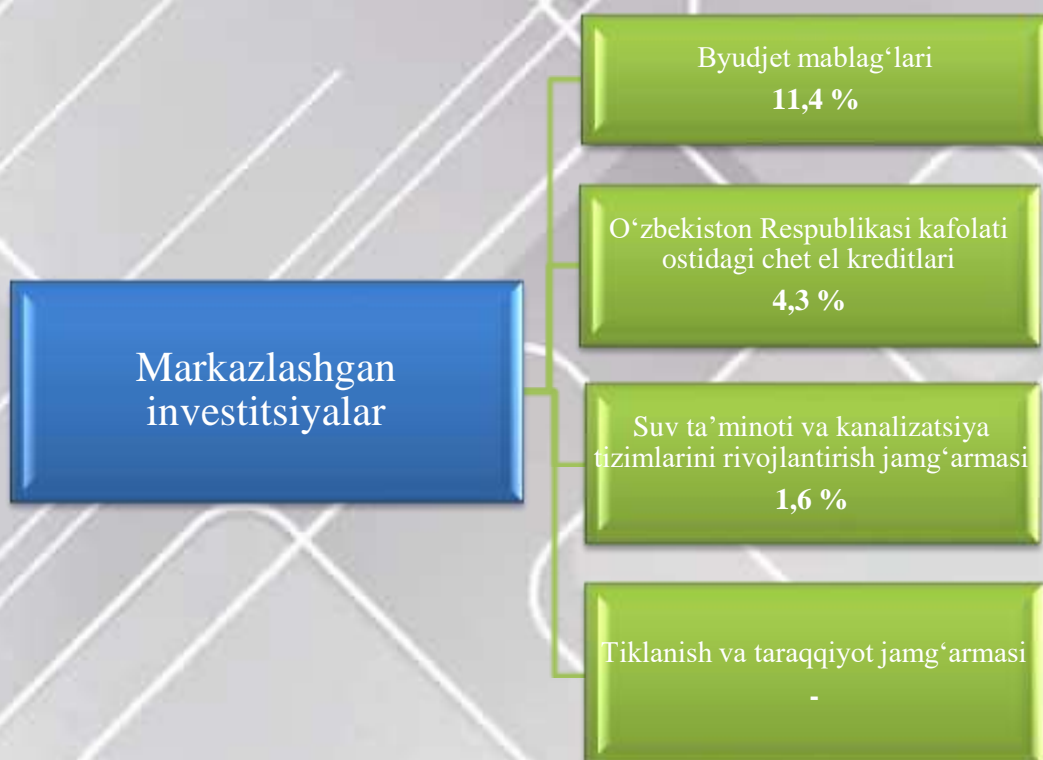 Byudjet mablag‘lari
11,4 %
O‘zbekiston Respublikasi kafolati
ostidagi chet el kreditlari
4,3 %
Markazlashgan
investitsiyalar
Suv ta’minoti va kanalizatsiya
tizimlarini rivojlantirish jamg‘armasi
1,6 %
Tiklanish va taraqqiyot jamg‘armasi
-